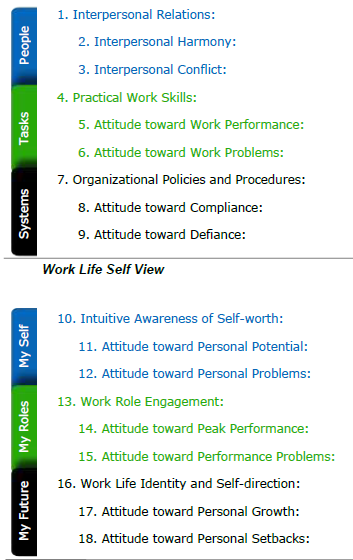 People
1. Interpersonal Relations:
2. Interpersonal Harmony:
3. Interpersonal Conflict:
Tasks
4. Practical Work Skills:
5. Attitude toward Work Performance:
6. Attitude toward Work Problems:
Systems
7. Organizational Policies and Procedures:
8. Attitude toward Compliance:
9. Attitude toward Defiance:
Work Life Self View
My Self
10. Intuitive Awareness of Self-worth:
11. Attitude toward Personal Potential:
12. Attitude toward Personal Problems:
My Roles
13. Work Role Engagement:
14. Attitude toward Peak Performance:
15. Attitude toward Performance Problems:
My Future
16. Work Life Identity and Self-direction:
17. Attitude toward Personal Growth:
18. Attitude toward Personal Setbacks: